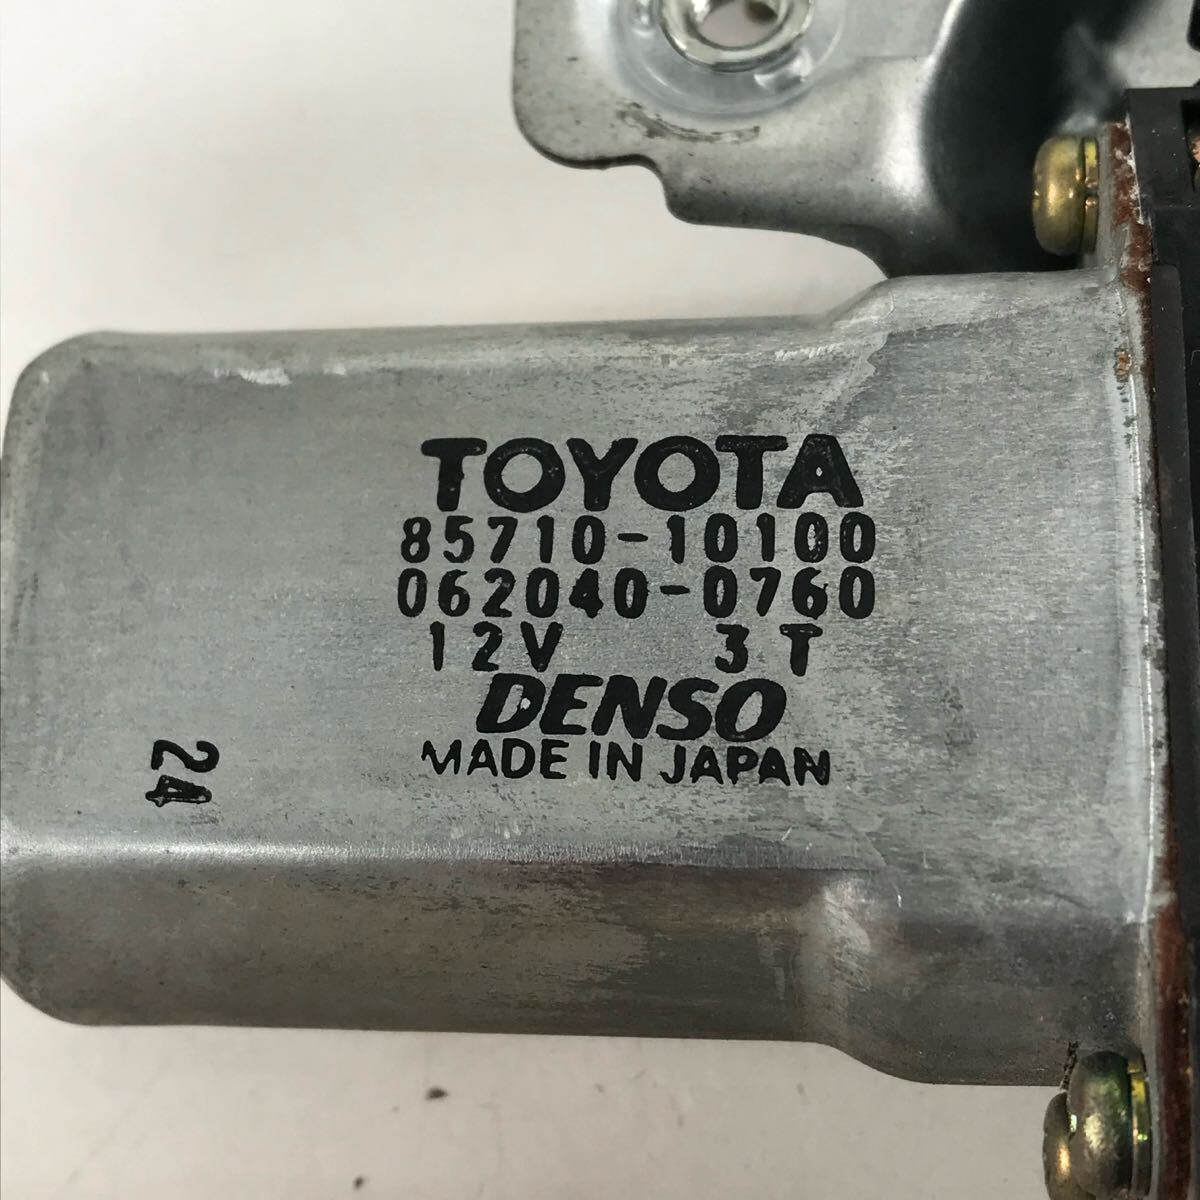 TOYOTA
85710-10100
062040-0760
12V 3T
DENSO
MADE IN JAPAN
24